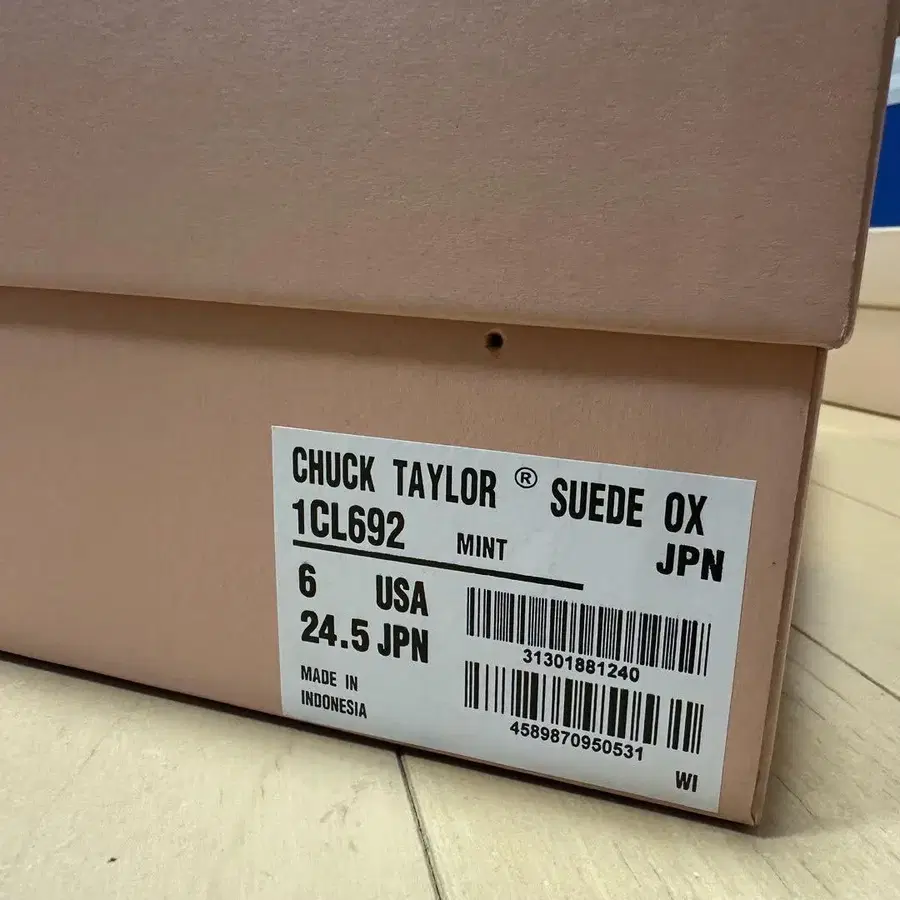 CHUCK TAYLOR ® SUEDE OX
1CL692 MINT JPN
6 USA
24.5 JPN
MADE IN
INDONESIA
31301881240
4589870950531
WI